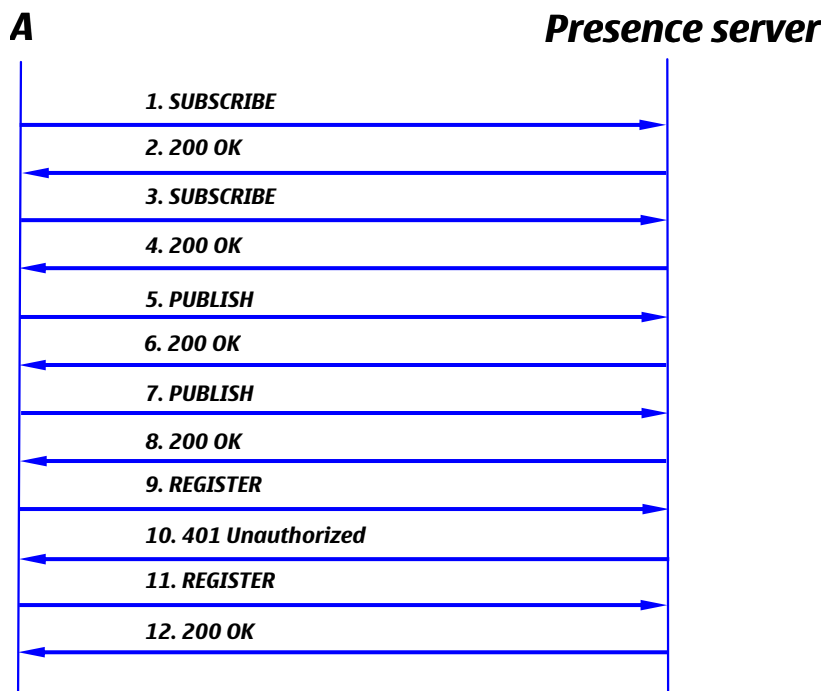 A
Presence server
1. SUBSCRIBE
2. 200 OK
3. SUBSCRIBE
4. 200 OK
5. PUBLISH
6. 200 OK
7. PUBLISH
8. 200 OK
9. REGISTER
10. 401 Unauthorized
11. REGISTER
12. 200 OK